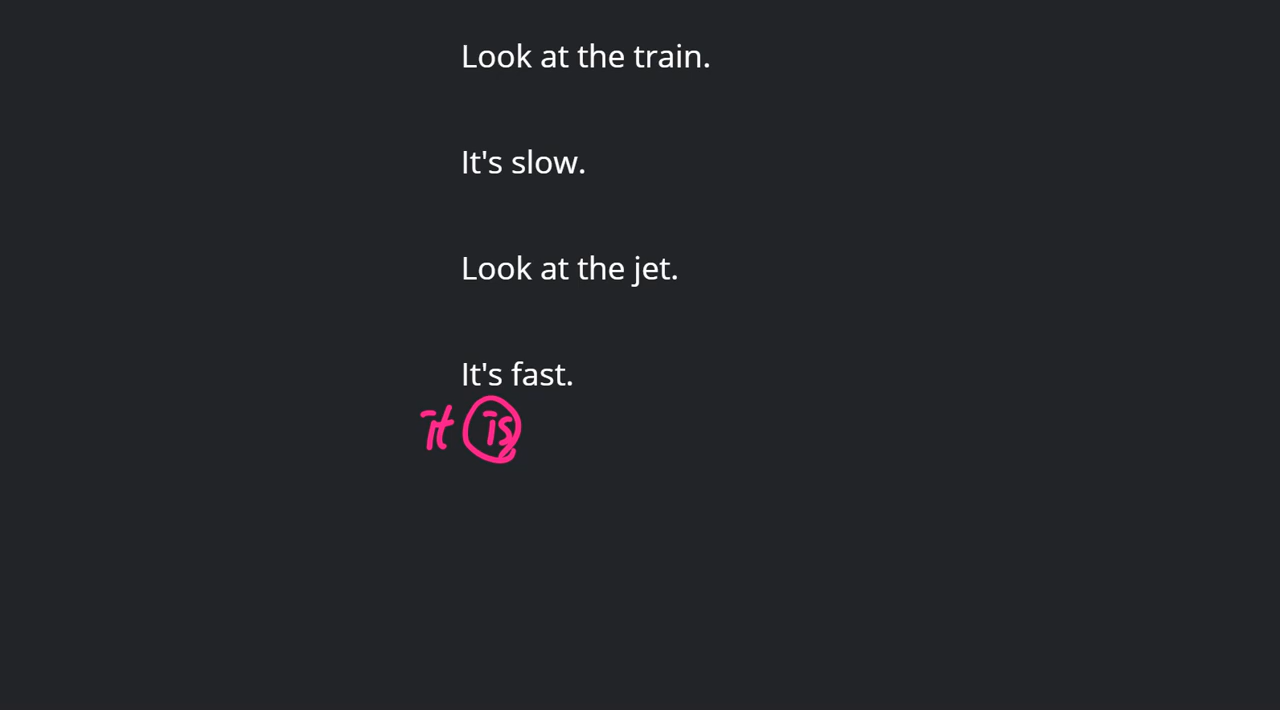 Look at the train.
It's slow.
Look at the jet.
It's fast.
it is